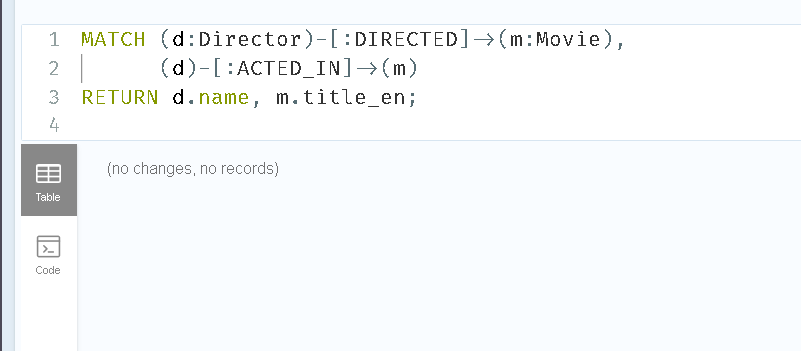 1 MATCH (d:Director)-[:DIRECTED]->(m:Movie),
2 (d)-[:ACTED_IN]->(m)
3 RETURN d.name, m.title_en;
4
(no changes, no records)
Table
Code